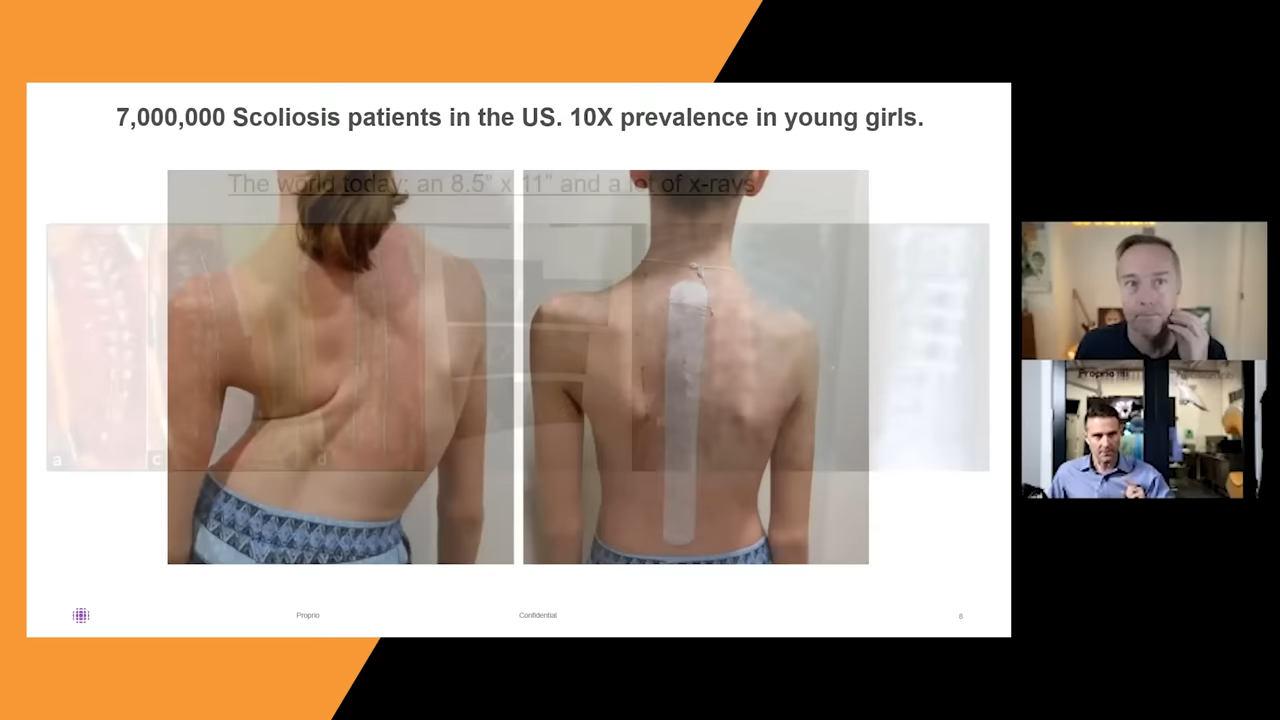 7,000,000 Scoliosis patients in the US. 10X prevalence in young girls.
The world today: an 8.5” x 11” and a lot of x-rays
a
c
d
Proprio
Confidential
8
Proprio